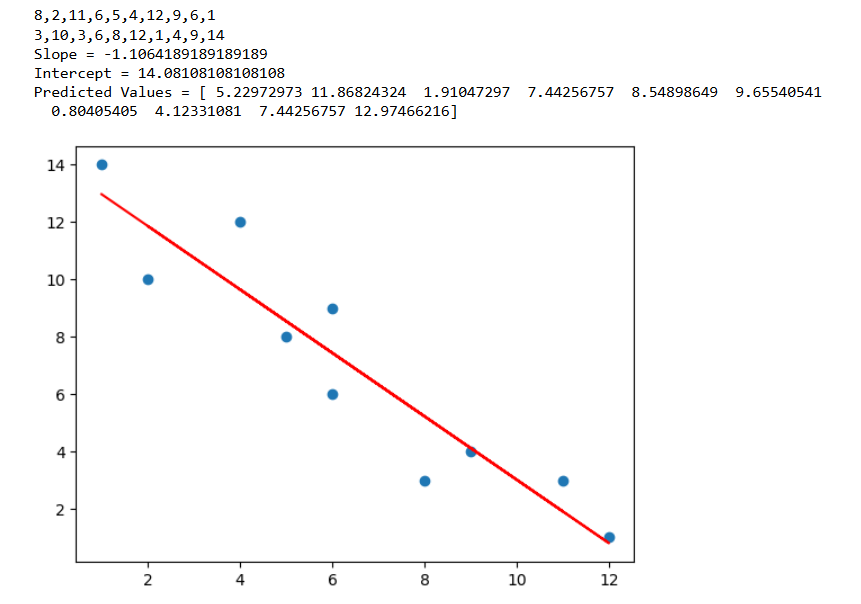 8,2,11,6,5,4,12,9,6,1
3,10,3,6,8,12,1,4,9,14
Slope = -1.1064189189189189
Intercept = 14.08108108108108
Predicted Values = [ 5.22972973 11.86824324  1.91047297  7.44256757  8.54898649  9.65540541
  0.80405405  4.12331081  7.44256757 12.97466216]
14
12
10
8
6
4
2
2 4 6 8 10 12